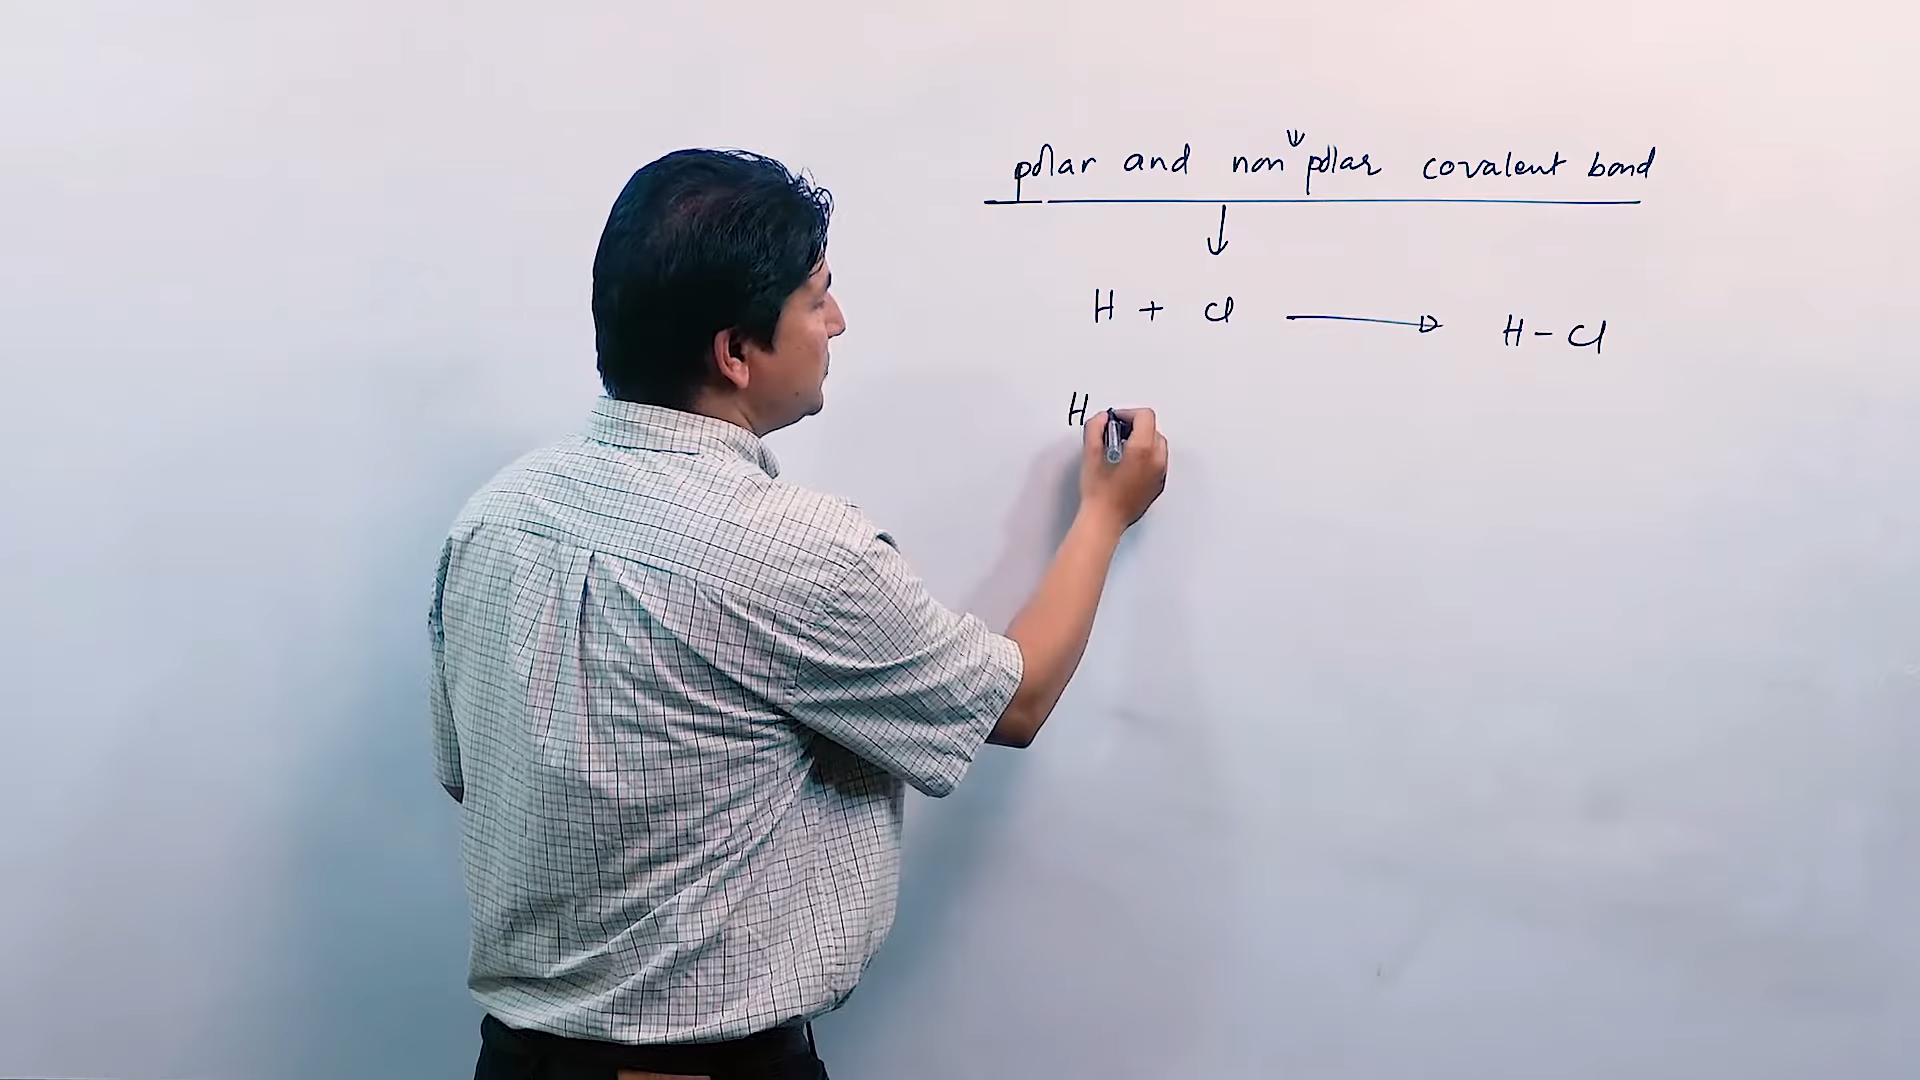 polar and non polar covalent bond
H + Cl → H - Cl
H